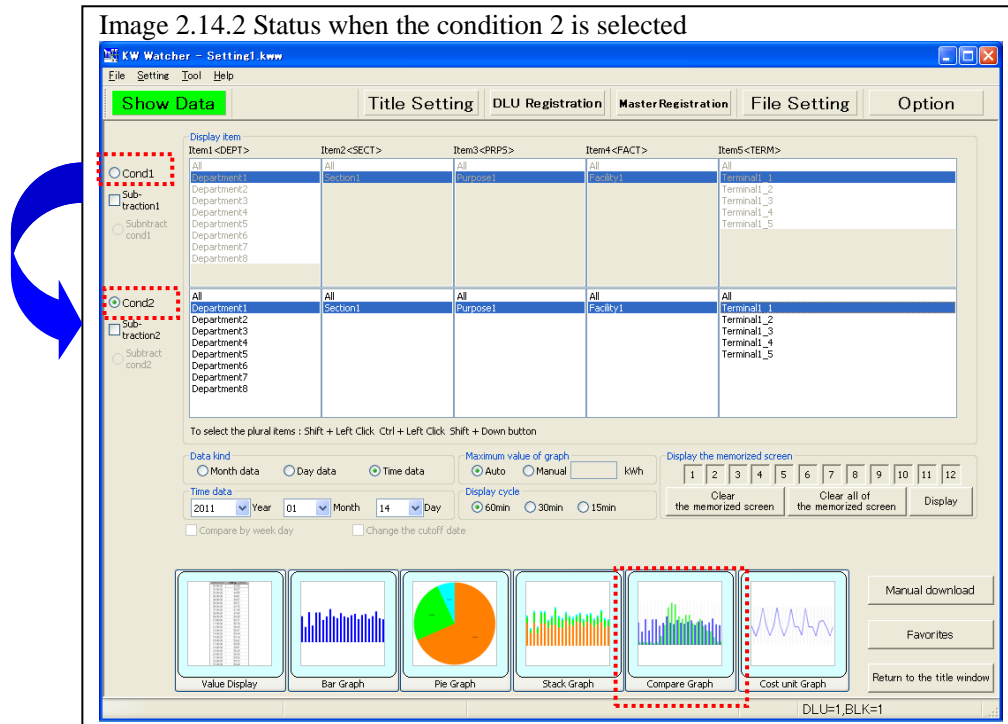 Image 2.14.2 Status when the condition 2 is selected
KW Watcher - Setting1.kww
File Setting Tool Help
Show Data Title Setting DLU Registration Master Registration File Setting Option
Display item
Item1<DEPT> Item2<SECT> Item3<PRPS> Item4<FACT> Item5<TERM>
Cond1
Sub-
traction1
Subntract
cond1
All All All All All
Department1 Section1 Purpose1 Facility1 Terminal1_1
Department2 Terminal1_2
Department3 Terminal1_3
Department4 Terminal1_4
Department5 Terminal1_5
Department6
Department7
Department8
Cond2
Sub-
traction2
Subtract
cond2
All All All All All
Department1 Section1 Purpose1 Facility1 Terminal1_1
Department2 Terminal1_2
Department3 Terminal1_3
Department4 Terminal1_4
Department5 Terminal1_5
Department6
Department7
Department8
To select the plural items : Shift + Left Click Ctrl + Left Click Shift + Down button
Data kind
Month data Day data Time data
Maximum value of graph
Auto Manual kWh
Display the memorized screen
1 2 3 4 5 6 7 8 9 10 11 12
Clear
the memorized screen
Clear all of
the memorized screen
Display
Time data
2011 Year 01 Month 14 Day
Display cycle
60min 30min 15min
Compare by week day Change the cutoff date
Value Display Bar Graph Pie Graph Stack Graph Compare Graph Cost unit Graph
Manual download
Favorites
Return to the title window
DLU=1,BLK=1